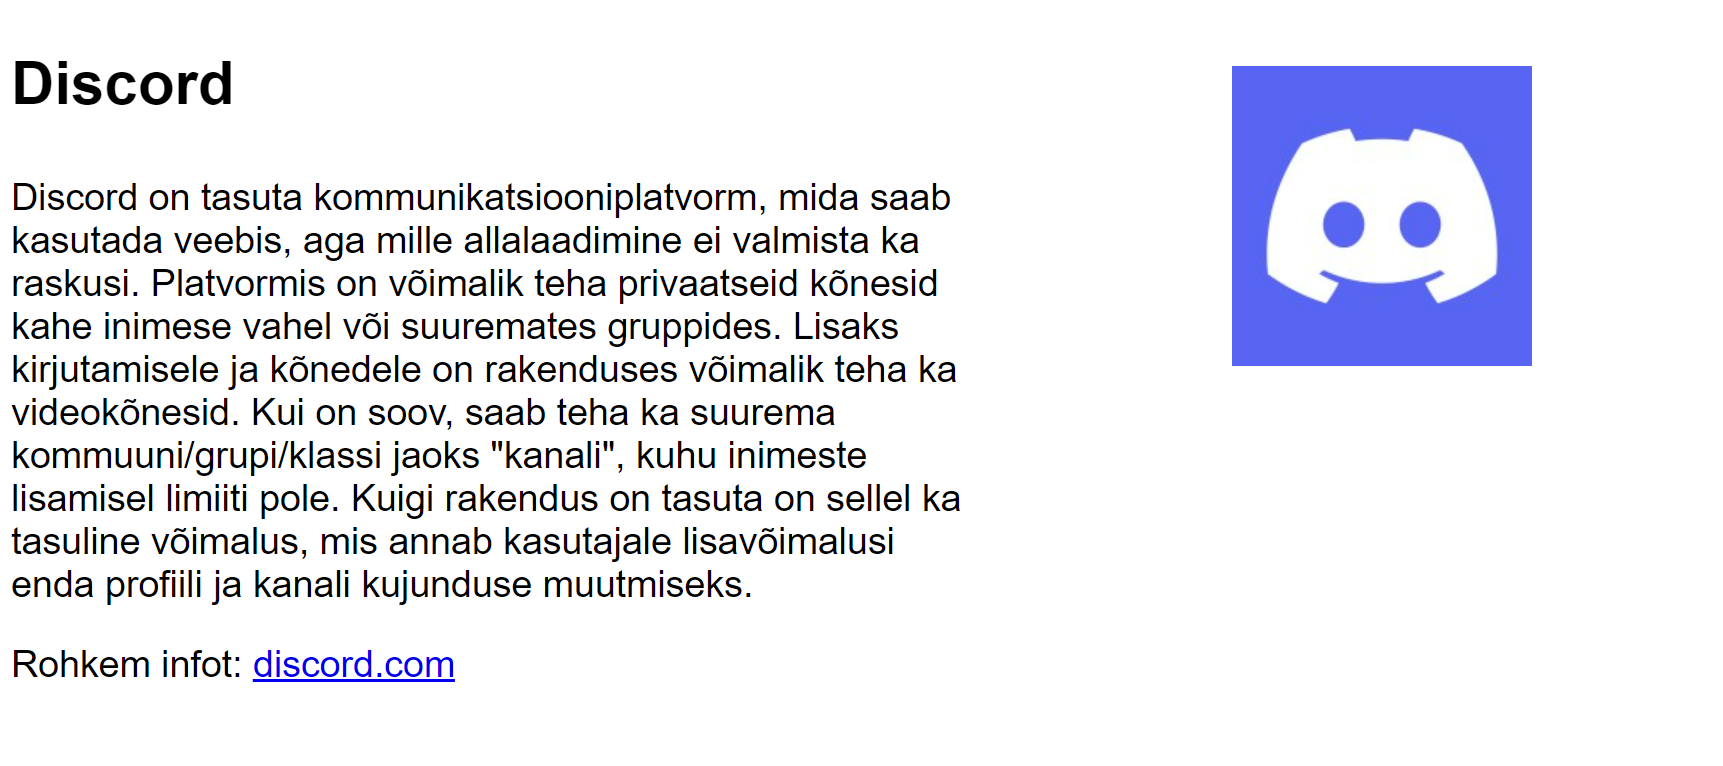 Discord
Discord on tasuta kommunikatsiooniplatvorm, mida saab
kasutada veebis, aga mille allalaadimine ei valmista ka
raskusi. Platvormis on võimalik teha privaatseid kõnesid
kahe inimese vahel või suuremates gruppides. Lisaks
kirjutamisele ja kõnedele on rakenduses võimalik teha ka
videokõnesid. Kui on soov, saab teha ka suurema
kommuuni/grupi/klassi jaoks "kanali", kuhu inimeste
lisamisel limiiti pole. Kuigi rakendus on tasuta on sellel ka
tasuline võimalus, mis annab kasutajale lisavõimalusi
enda profiili ja kanali kujunduse muutmiseks.
Rohkem infot: discord.com